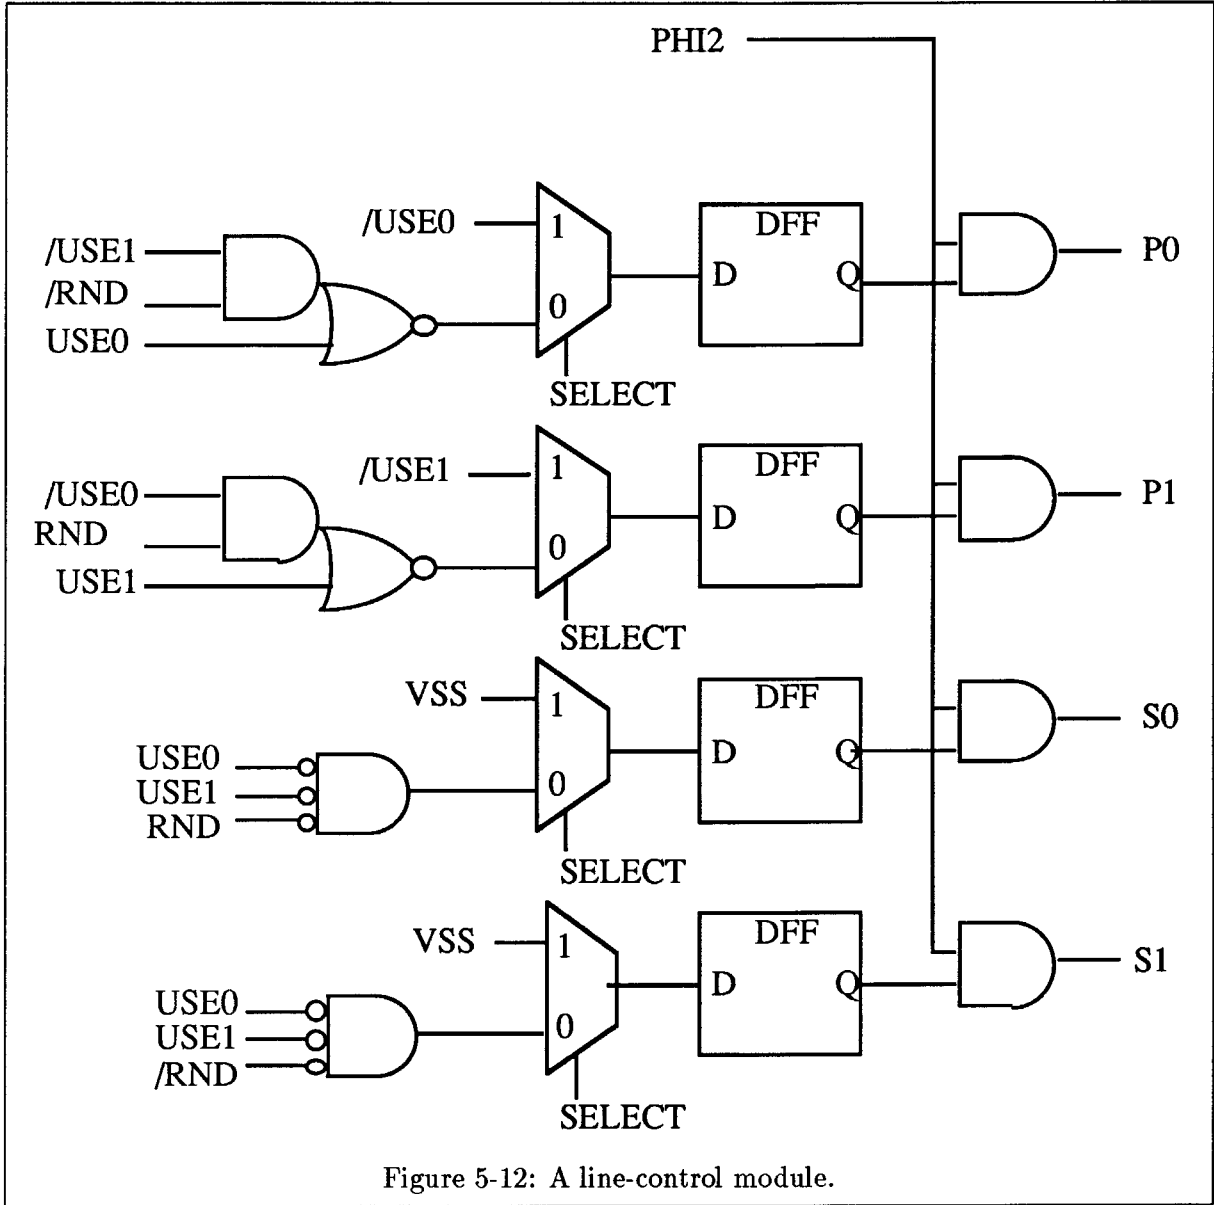 PHI2
/USE0
1
0
DFF
D
Q
P0
/USE1
/RND
USE0
SELECT
/USE1
1
0
DFF
D
Q
P1
/USE0
RND
USE1
SELECT
VSS
1
0
DFF
D
Q
S0
USE0
USE1
RND
SELECT
VSS
1
0
DFF
D
Q
S1
USE0
USE1
/RND
SELECT
Figure 5-12: A line-control module.